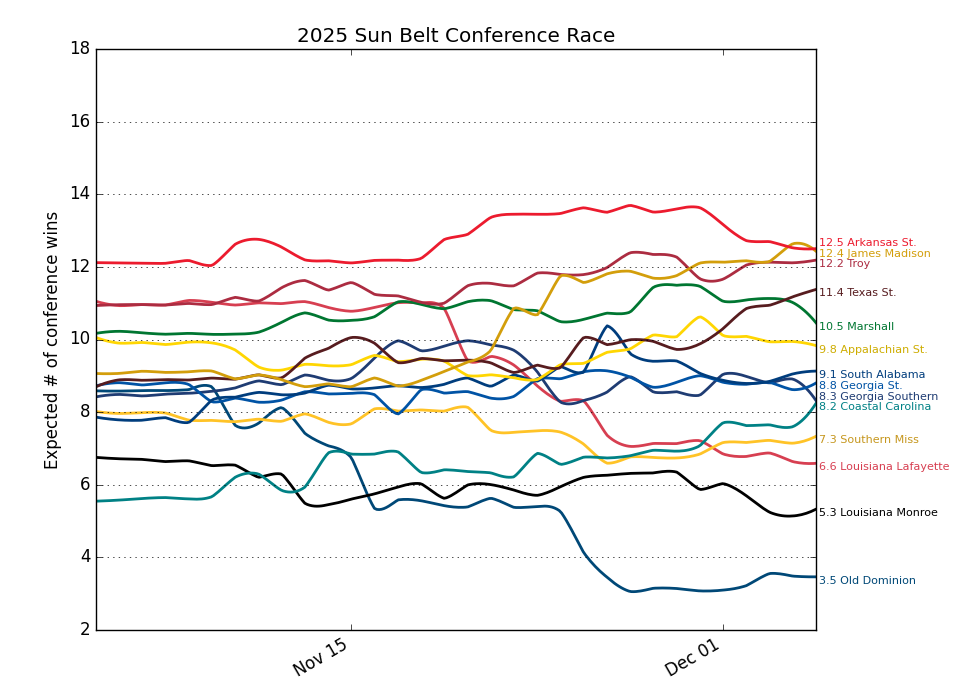 2025 Sun Belt Conference Race
Expected # of conference wins
18
16
14
12
10
8
6
4
2
Nov 15
Dec 01
12.5 Arkansas St.
12.4 James Madison
12.2 Troy
11.4 Texas St.
10.5 Marshall
9.8 Appalachian St.
9.1 South Alabama
8.8 Georgia St.
8.3 Georgia Southern
8.2 Coastal Carolina
7.3 Southern Miss
6.6 Louisiana Lafayette
5.3 Louisiana Monroe
3.5 Old Dominion